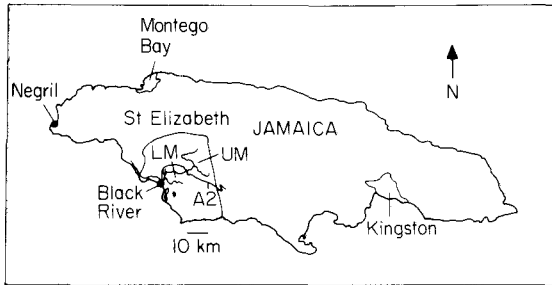 Montego
Bay
Negril
N
St Elizabeth
JAMAICA
LM
UM
Black
River
A2
Kingston
10 km